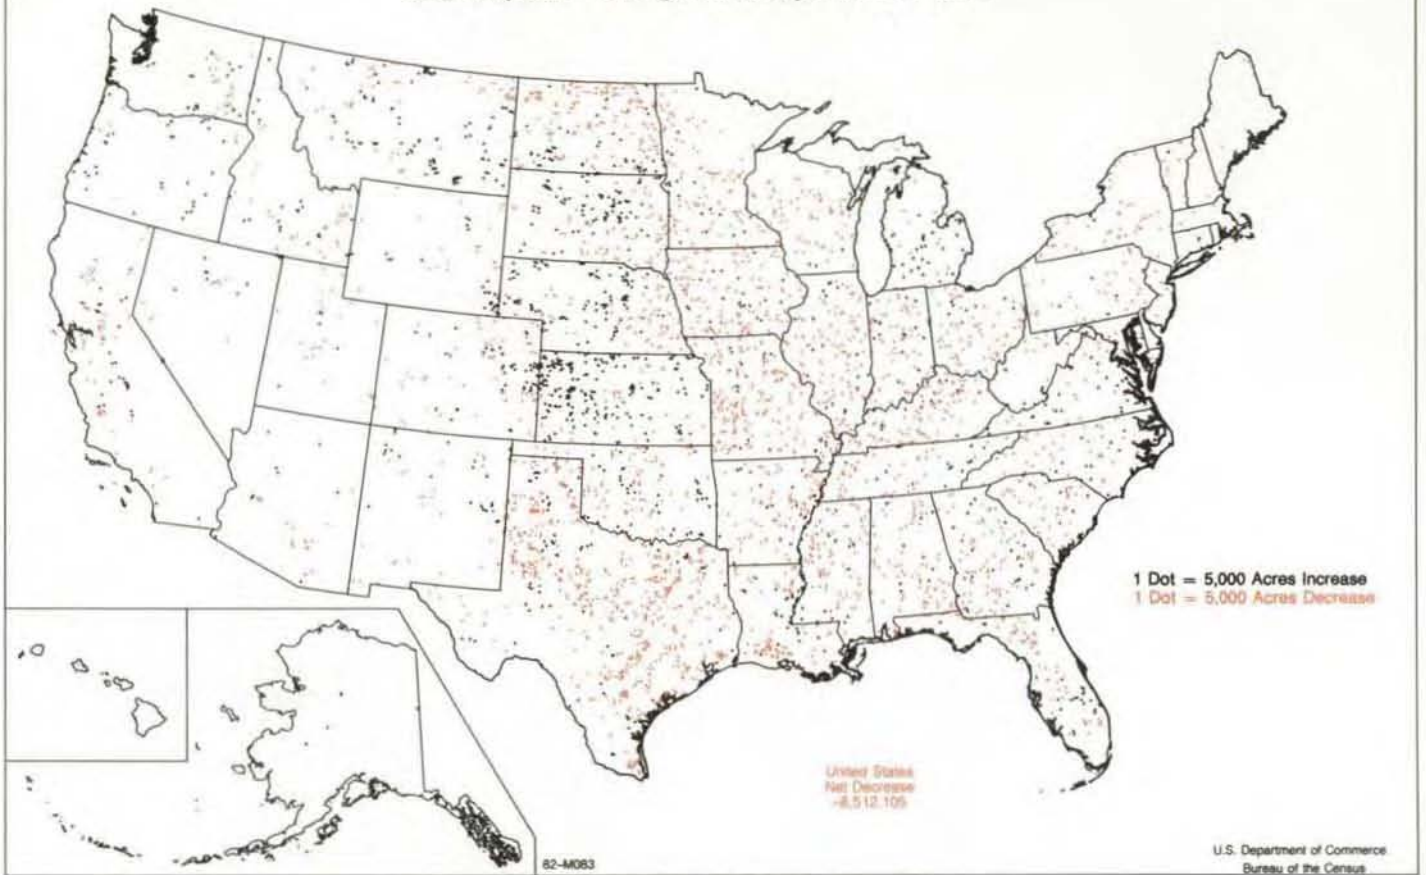 1 Dot = 5,000 Acres Increase
1 Dot = 5,000 Acres Decrease
United States
Net Decrease
-8,512,105
82-M083
U.S. Department of Commerce
Bureau of the Census